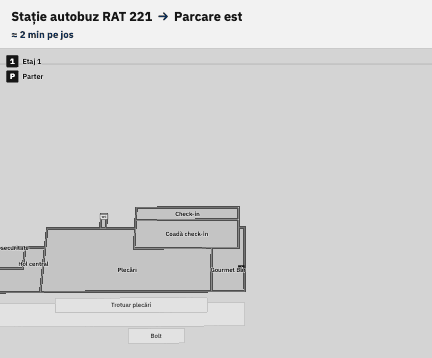 Stație autobuz RAT 221 → Parcare est
≈ 2 min pe jos
1 Etaj 1
P Parter
Check-in
Coadă check-in
securitate
Hol central
Plecări
Gourmet Bar
Trotuar plecări
Bolt